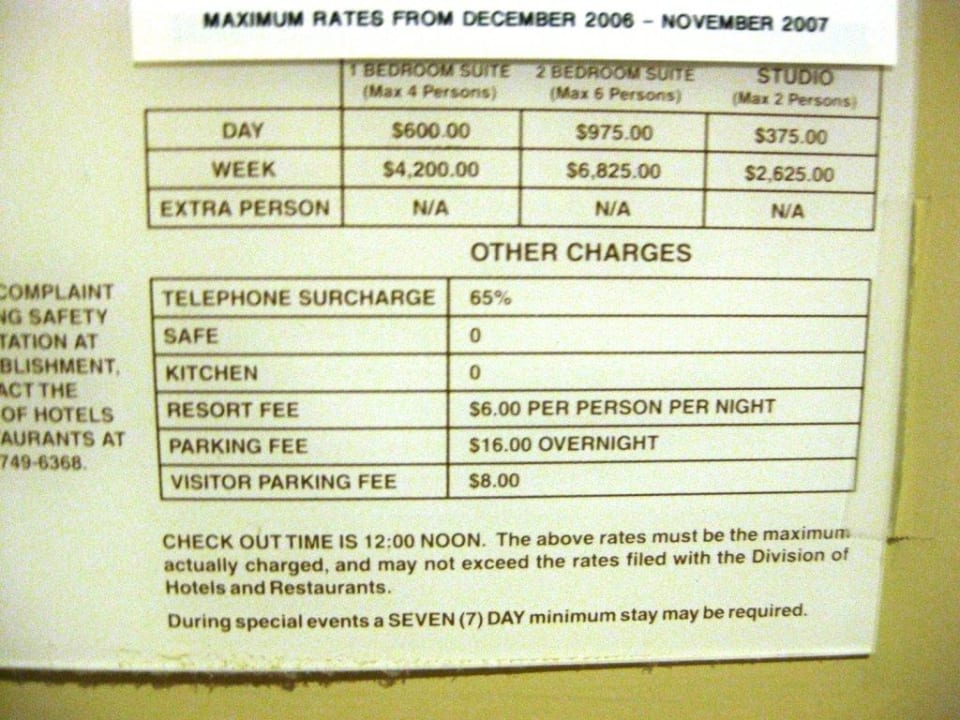 MAXIMUM RATES FROM DECEMBER 2006 - NOVEMBER 2007
1 BEDROOM SUITE 2 BEDROOM SUITE STUDIO
(Max 4 Persons) (Max 6 Persons) (Max 2 Persons)
DAY $600.00 $975.00 $375.00
WEEK $4,200.00 $6,825.00 $2,625.00
EXTRA PERSON N/A N/A N/A
OTHER CHARGES
TELEPHONE SURCHARGE 65%
SAFE 0
KITCHEN 0
RESORT FEE $6.00 PER PERSON PER NIGHT
PARKING FEE $16.00 OVERNIGHT
VISITOR PARKING FEE $8.00
COMPLAINT
NG SAFETY
TATION AT
BLISHMENT,
ACT THE
OF HOTELS
AURANTS AT
749-6368.
CHECK OUT TIME IS 12:00 NOON. The above rates must be the maximum
actually charged, and may not exceed the rates filed with the Division of
Hotels and Restaurants.
During special events a SEVEN (7) DAY minimum stay may be required.